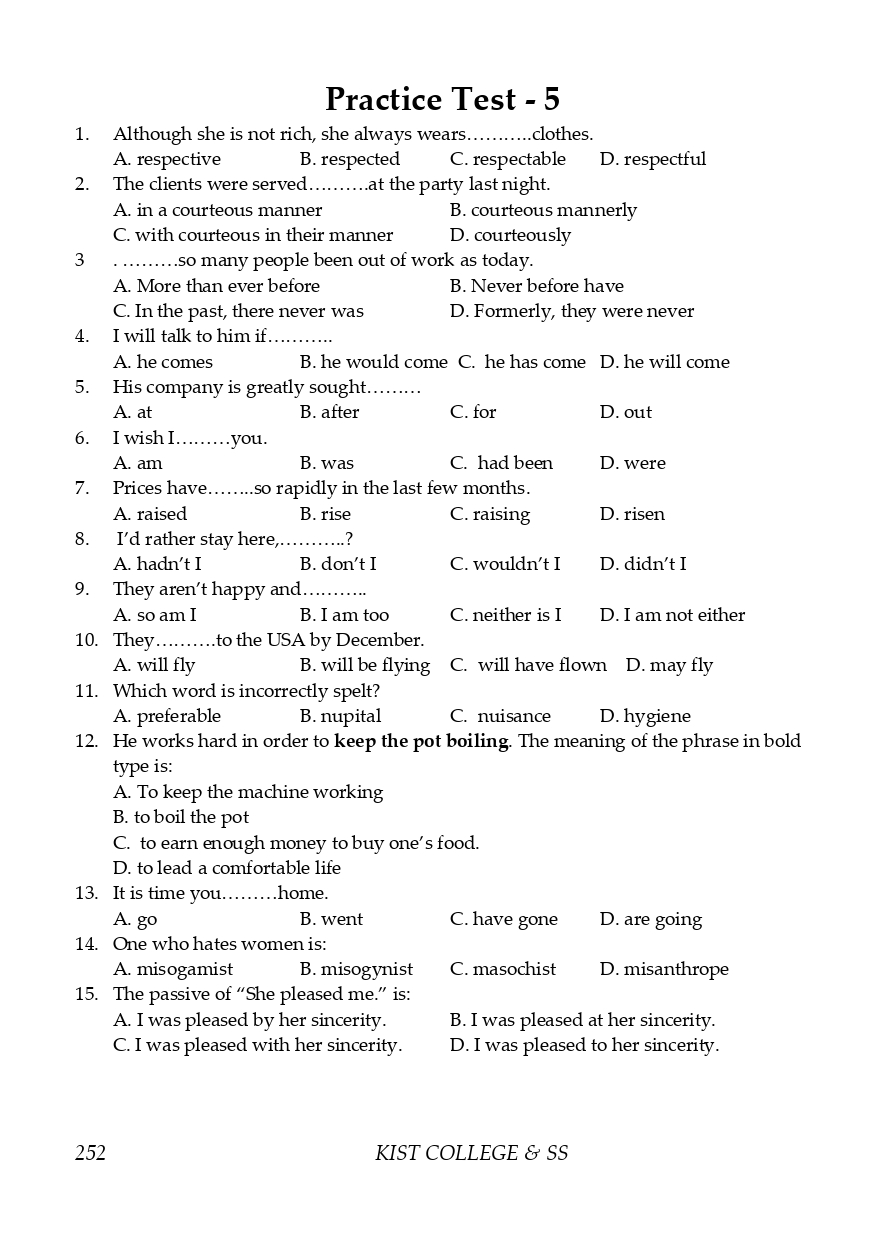 Practice Test - 5
1. Although she is not rich, she always wears………..clothes.
A. respective B. respected C. respectable D. respectful
2. The clients were served……….at the party last night.
A. in a courteous manner B. courteous mannerly
C. with courteous in their manner D. courteously
3 . ………so many people been out of work as today.
A. More than ever before B. Never before have
C. In the past, there never was D. Formerly, they were never
4. I will talk to him if………..
A. he comes B. he would come C. he has come D. he will come
5. His company is greatly sought………
A. at B. after C. for D. out
6. I wish I………you.
A. am B. was C. had been D. were
7. Prices have……..so rapidly in the last few months.
A. raised B. rise C. raising D. risen
8. I’d rather stay here,………..?
A. hadn’t I B. don’t I C. wouldn’t I D. didn’t I
9. They aren’t happy and………..
A. so am I B. I am too C. neither is I D. I am not either
10. They……….to the USA by December.
A. will fly B. will be flying C. will have flown D. may fly
11. Which word is incorrectly spelt?
A. preferable B. nupital C. nuisance D. hygiene
12. He works hard in order to keep the pot boiling. The meaning of the phrase in bold
type is:
A. To keep the machine working
B. to boil the pot
C. to earn enough money to buy one’s food.
D. to lead a comfortable life
13. It is time you………home.
A. go B. went C. have gone D. are going
14. One who hates women is:
A. misogamist B. misogynist C. masochist D. misanthrope
15. The passive of “She pleased me.” is:
A. I was pleased by her sincerity. B. I was pleased at her sincerity.
C. I was pleased with her sincerity. D. I was pleased to her sincerity.
252 KIST COLLEGE & SS